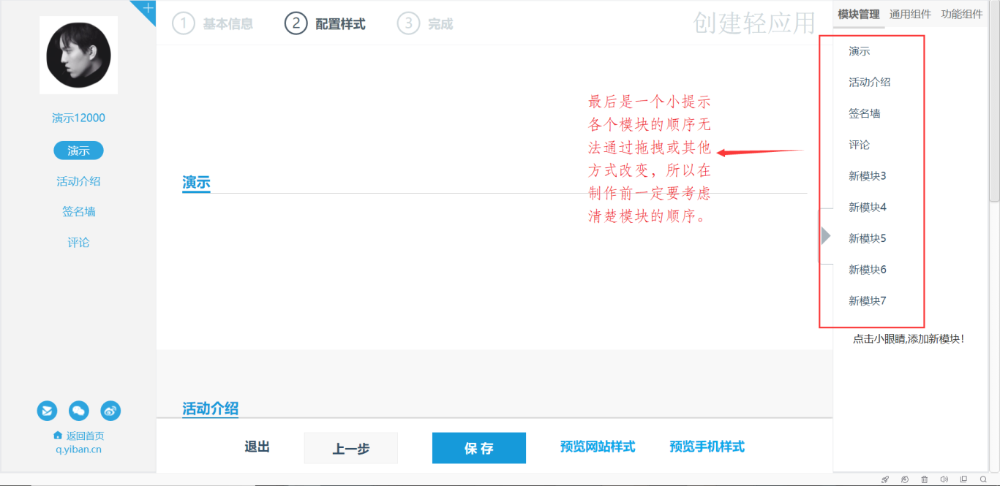 演示12000
演示
活动介绍
签名墙
评论
返回首页
q.yiban.cn
1 基本信息
2 配置样式
3 完成
创建轻应用
演示
最后是一个小提示
各个模块的顺序无
法通过拖拽或其他
方式改变，所以在
制作前一定要考虑
清楚模块的顺序。
活动介绍
退出
上一步
保 存
预览网站样式
预览手机样式
模块管理 通用组件 功能组件
演示
活动介绍
签名墙
评论
新模块3
新模块4
新模块5
新模块6
新模块7
点击小眼睛,添加新模块！